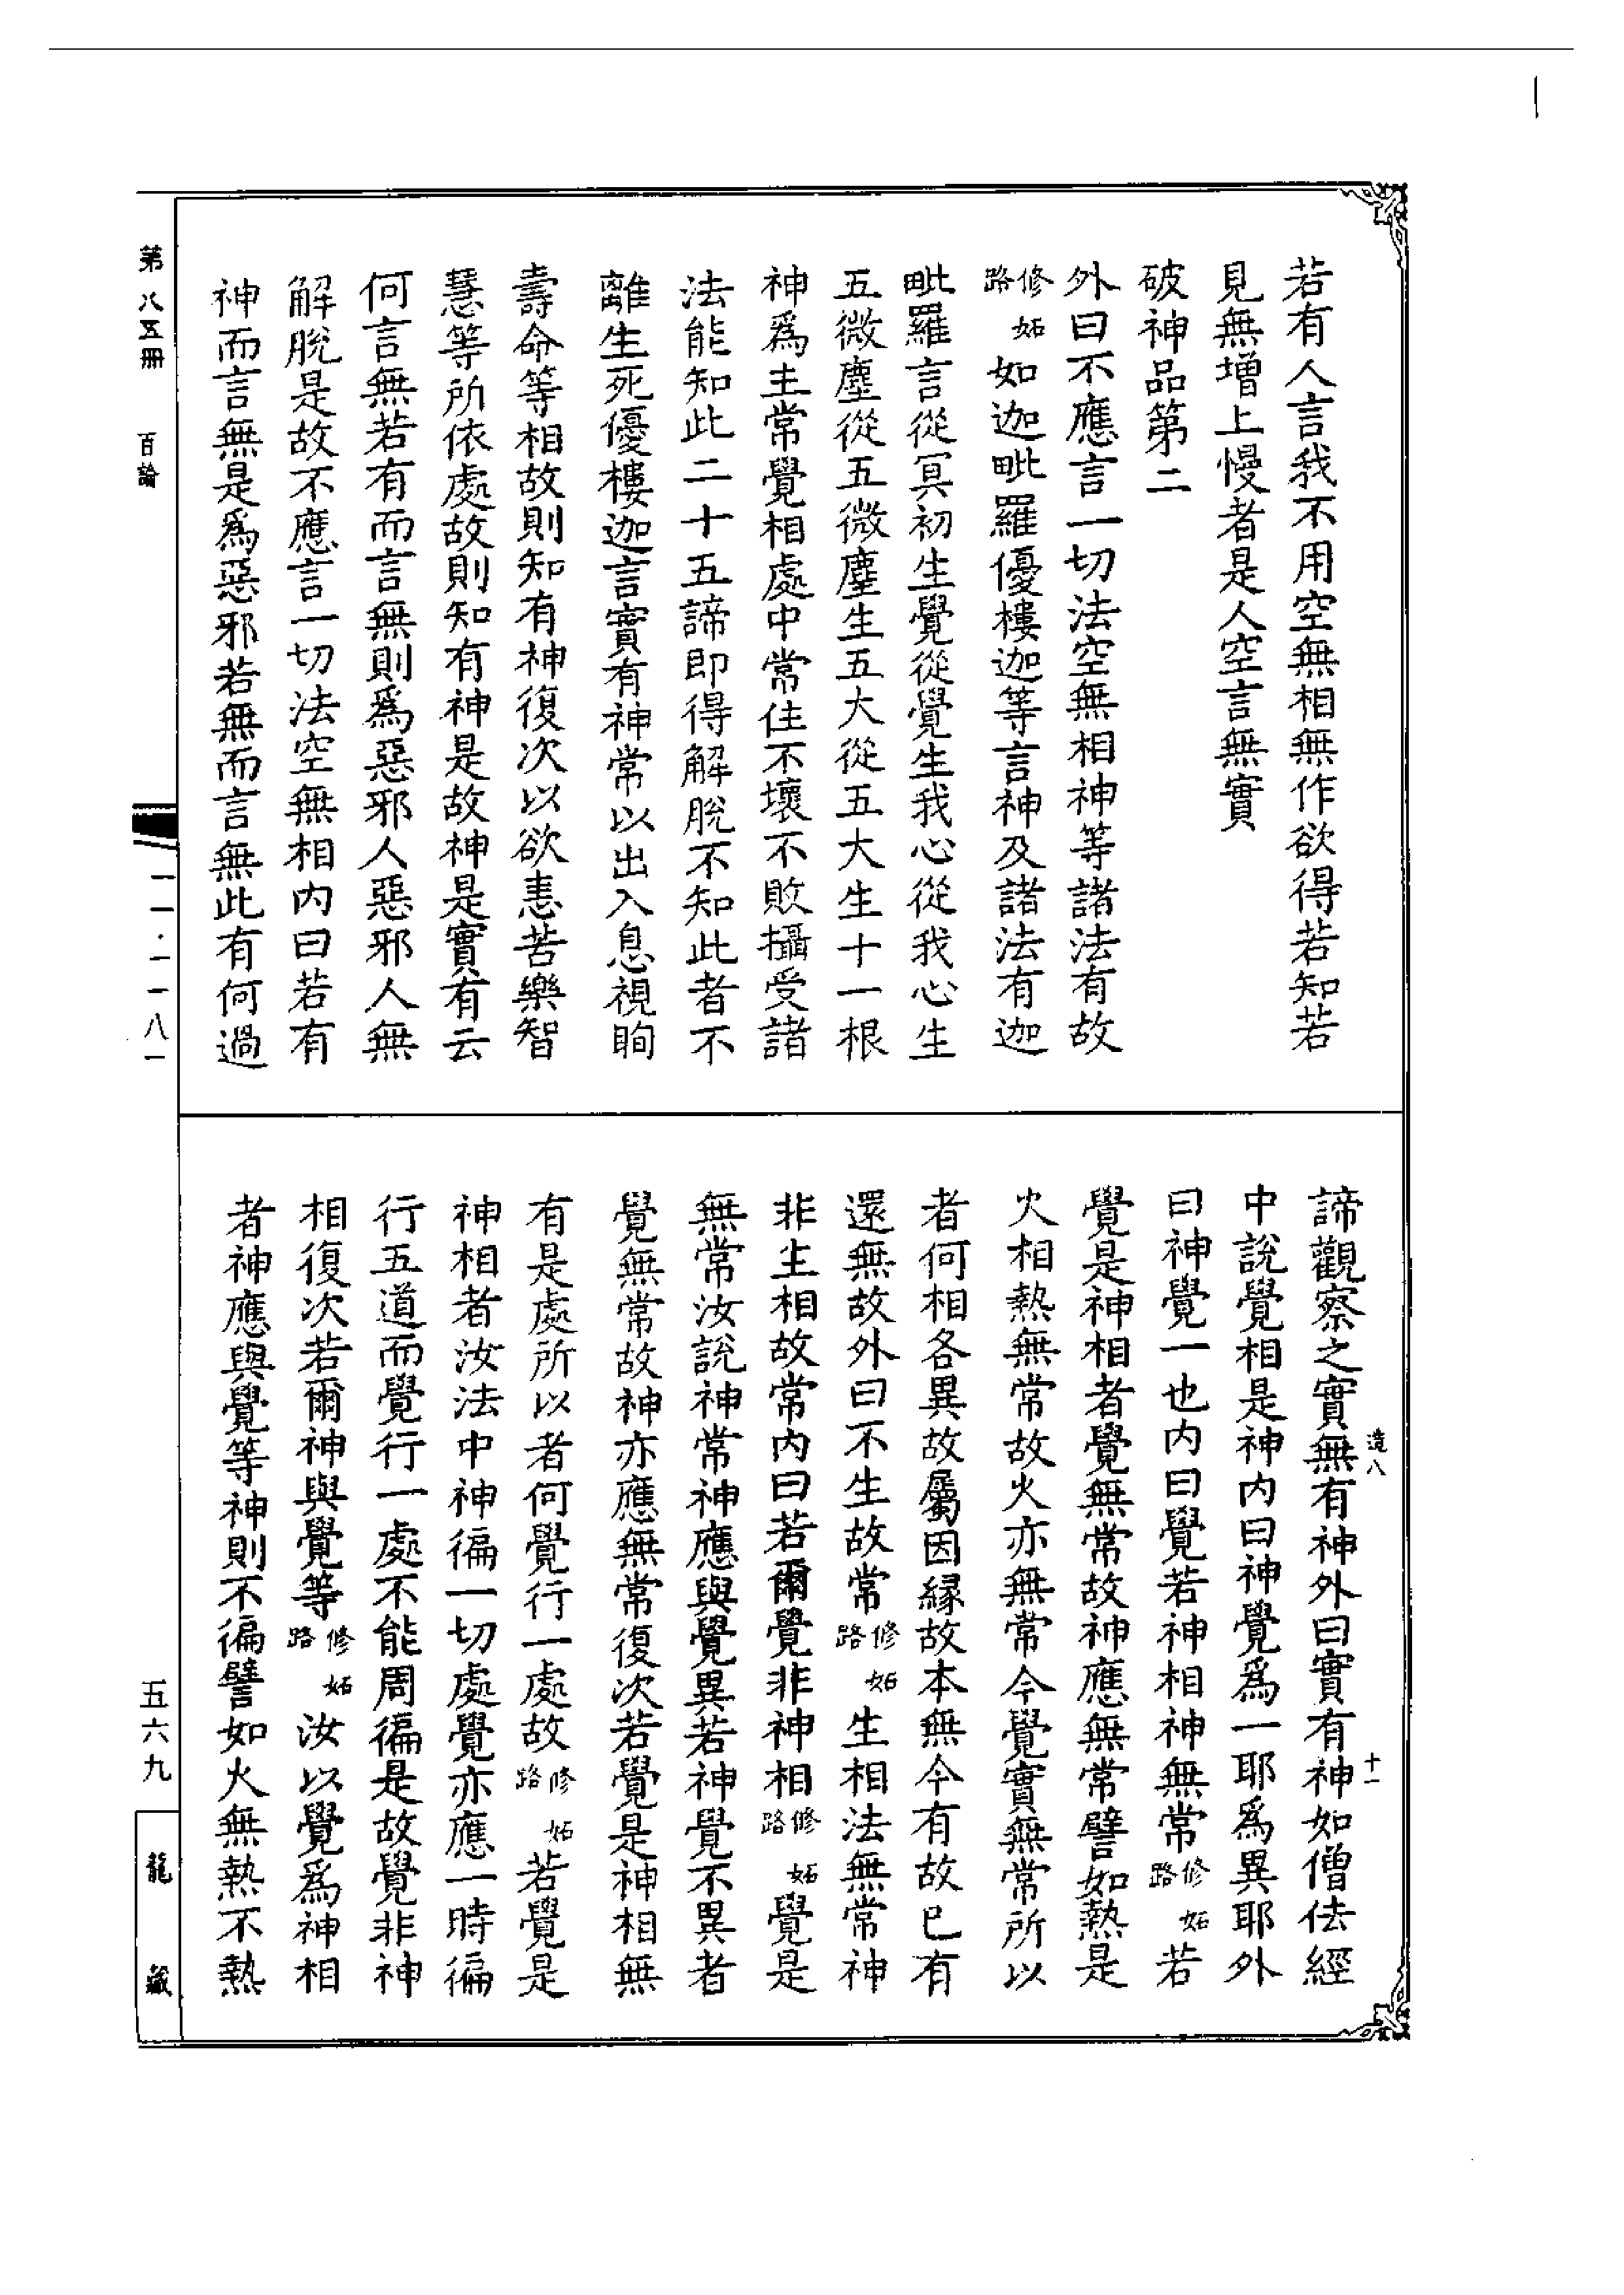 若有人言我不用空無相無作欲得若知若
見無增上慢者是人空言無實
破神品第二
外曰不應言一切法空無相神等諸法有故
修妬路如迦毗羅優樓迦等言神及諸法有迦
毗羅言從冥初生覺從覺生我心從我心生
五微塵從五微塵生五大從五大生十一根
神爲主常覺相處中常住不壞不敗攝受諸
法能知此二十五諦即得解脫不知此者不
離生死優樓迦言實有神常以出入息視眴
壽命等相故則知有神復次以欲恚苦樂智
慧等所依處故則知有神是故神是實有云
何言無若有而言無則爲惡邪人惡邪人無
解脫是故不應言一切法空無相内曰若有
神而言無是爲惡邪若無而言無此有何過
諦觀察之實無有神外曰實有神如僧佉經
中說覺相是神内曰神覺爲一耶爲異耶外
曰神覺一也内曰覺若神相神無常修妬路若
覺是神相者覺無常故神應無常譬如熱是
火相熱無常故火亦無常今覺實無常所以
者何相各異故屬因緣故本無今有故已有
還無故外曰不生故常修妬路生相法無常神
非生相故常内曰若爾覺非神相修妬路覺是
無常汝說神常神應與覺異若神覺不異者
覺無常故神亦應無常復次若覺是神相無
有是處所以者何覺行一處故修妬路若覺是
神相者汝法中神徧一切處覺亦應一時徧
行五道而覺行一處不能周徧是故覺非神
相復次若爾神與覺等修妬路汝以覺爲神相
者神應與覺等神則不徧譬如火無熱不熱
造八
十一
第八五冊
百論
一一·一一八一
五六九
龍藏